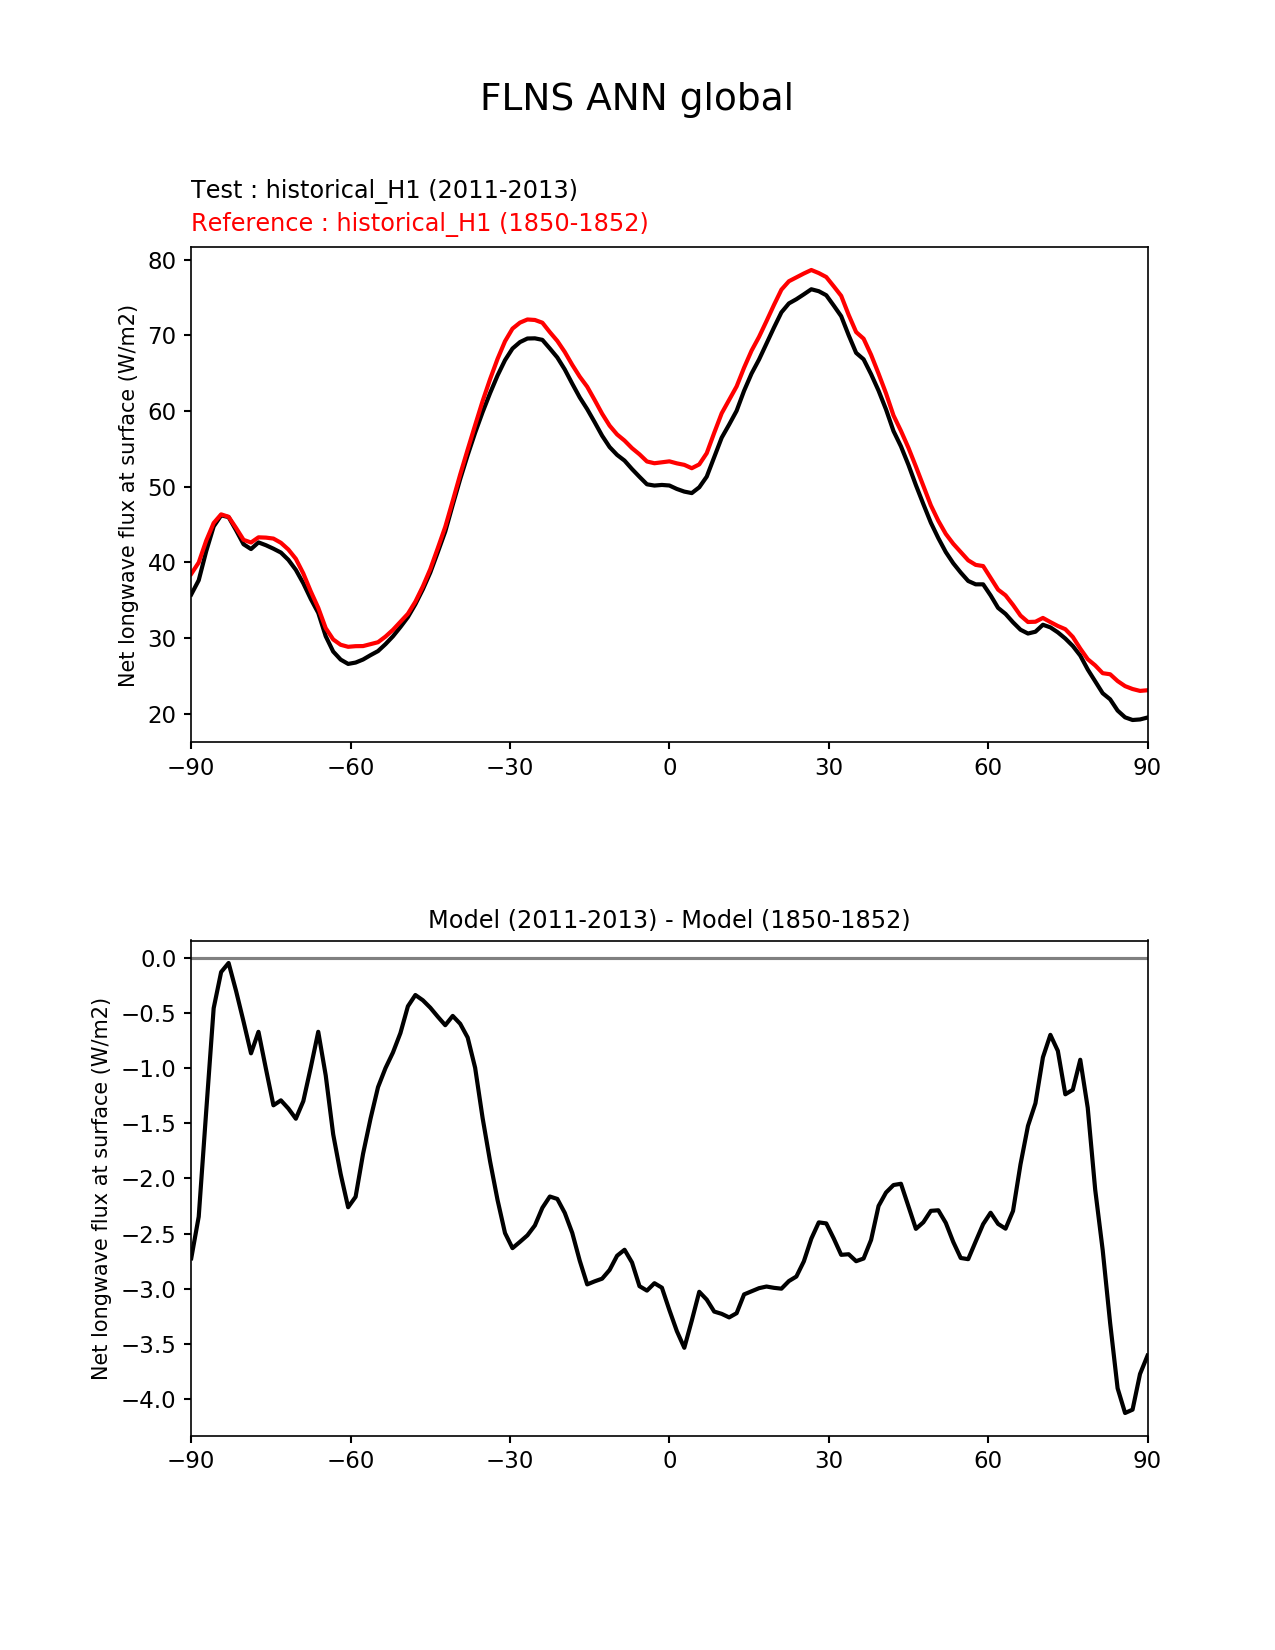 FLNS ANN global
Test : historical_H1 (2011-2013)
Reference : historical_H1 (1850-1852)
Net longwave flux at surface (W/m2)
80
70
60
50
40
30
20
−90 −60 −30 0 30 60 90
Model (2011-2013) - Model (1850-1852)
Net longwave flux at surface (W/m2)
0.0
−0.5
−1.0
−1.5
−2.0
−2.5
−3.0
−3.5
−4.0
−90 −60 −30 0 30 60 90